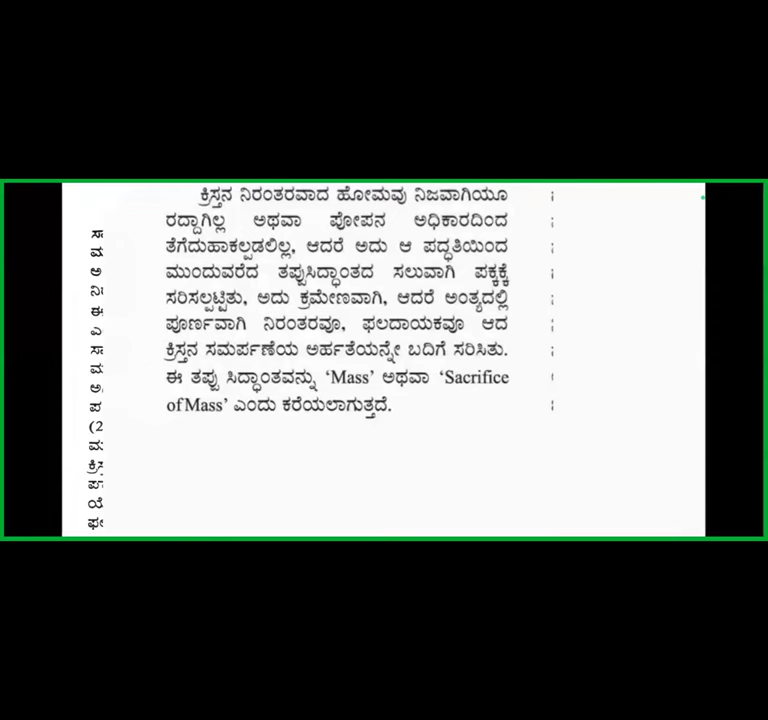 ಕ್ರಿಸ್ತನ ನಿರಂತರವಾದ ಹೋಮವು ನಿಜವಾಗಿಯೂ
ರದ್ದಾಗಿಲ್ಲ ಅಥವಾ ಪೋಪನ ಅಧಿಕಾರದಿಂದ
ತೆಗೆದುಹಾಕಲ್ಪಡಲಿಲ್ಲ, ಆದರೆ ಅದು ಆ ಪದ್ಧತಿಯಿಂದ
ಮುಂದುವರೆದ ತಪ್ಪುಸಿದ್ಧಾಂತದ ಸಲುವಾಗಿ ಪಕ್ಕಕ್ಕೆ
ಸರಿಸಲ್ಪಟ್ಟಿತು, ಅದು ಕ್ರಮೇಣವಾಗಿ, ಆದರೆ ಅಂತ್ಯದಲ್ಲಿ
ಪೂರ್ಣವಾಗಿ ನಿರಂತರವೂ, ಫಲದಾಯಕವೂ ಆದ
ಕ್ರಿಸ್ತನ ಸಮರ್ಪಣೆಯ ಅರ್ಹತೆಯನ್ನೇ ಬದಿಗೆ ಸರಿಸಿತು.
ಈ ತಪ್ಪು ಸಿದ್ಧಾಂತವನ್ನು ‘Mass’ ಅಥವಾ ‘Sacrifice
of Mass’ ಎಂದು ಕರೆಯಲಾಗುತ್ತದೆ.